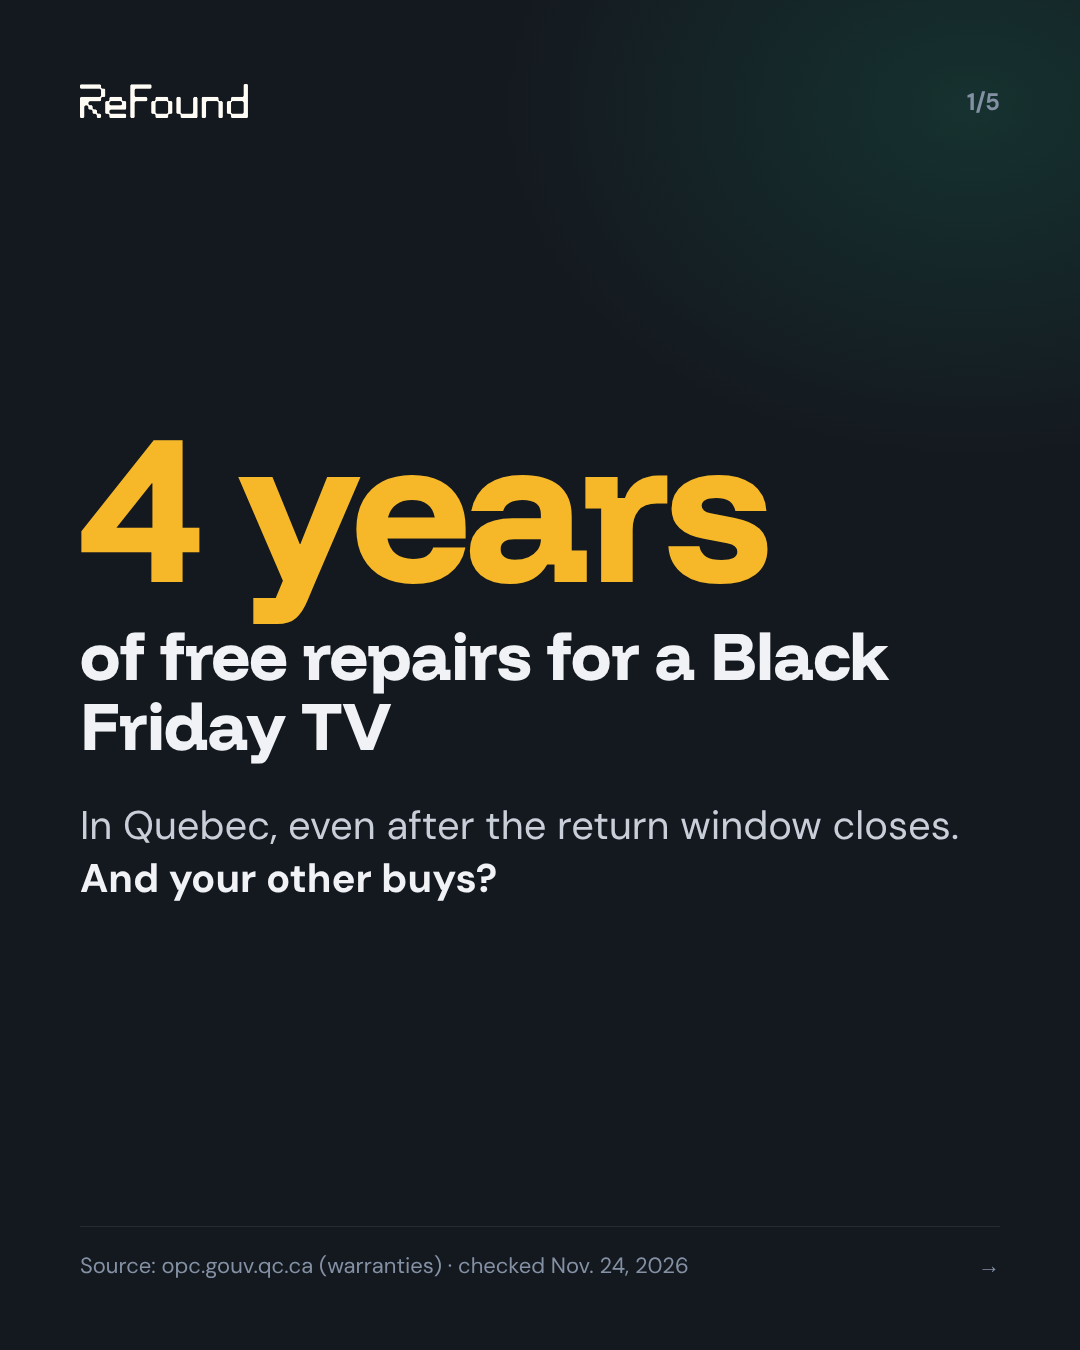 ReFound
1/5
4 years
of free repairs for a Black
Friday TV
In Quebec, even after the return window closes.
And your other buys?
Source: opc.gouv.qc.ca (warranties) · checked Nov. 24, 2026
→